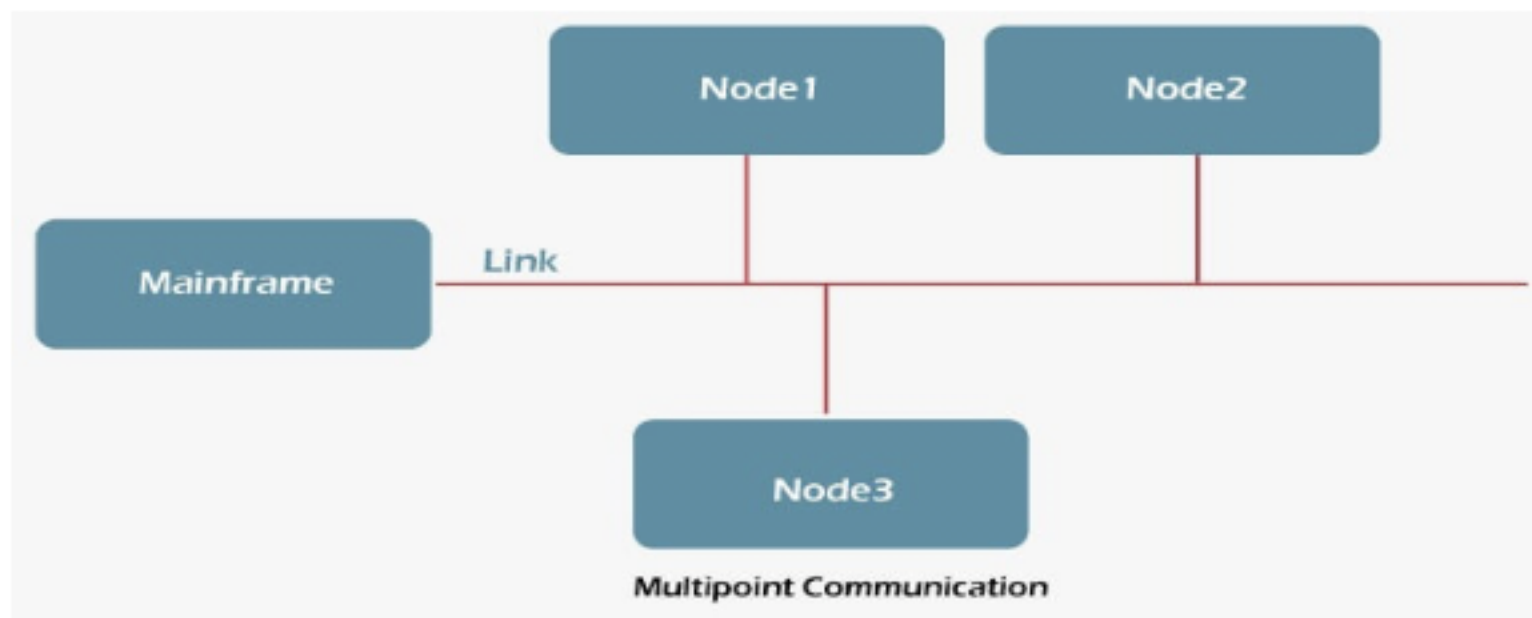 Node1
Node2
Mainframe
Link
Node3
Multipoint Communication